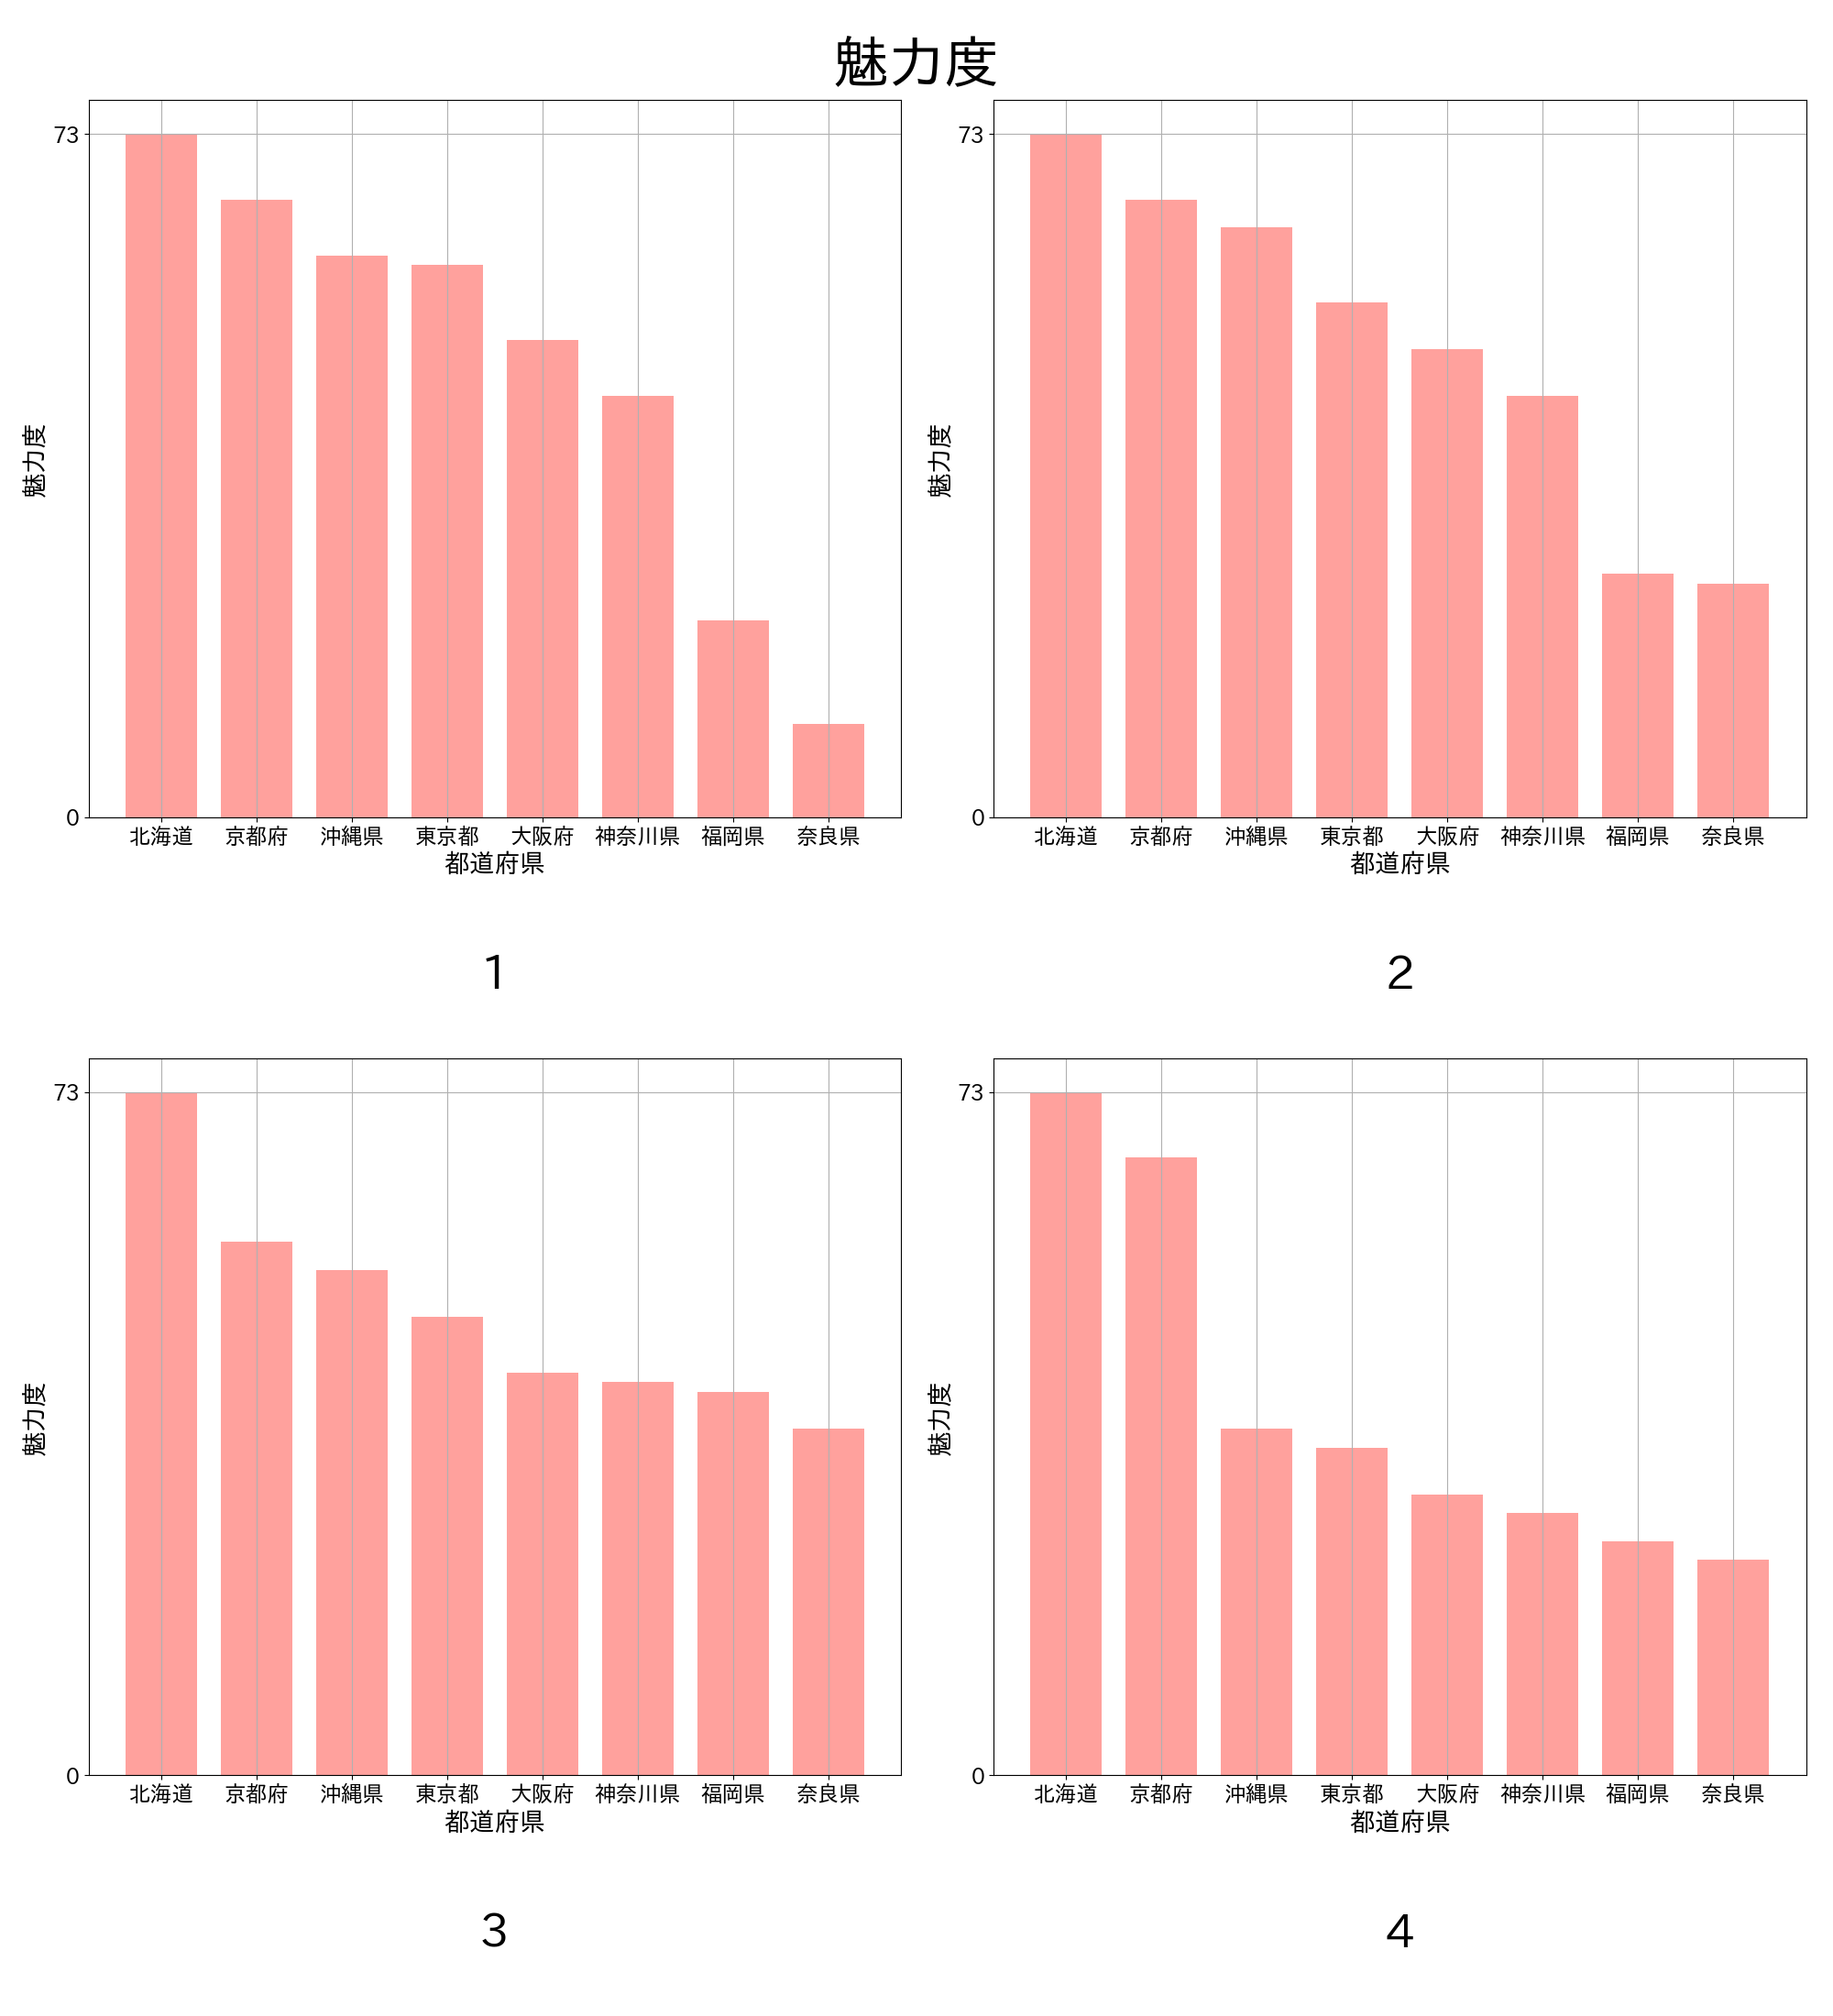 魅力度
73
魅力度
0
北海道 京都府 沖縄県 東京都 大阪府 神奈川県 福岡県 奈良県
都道府県
1
73
魅力度
0
北海道 京都府 沖縄県 東京都 大阪府 神奈川県 福岡県 奈良県
都道府県
2
73
魅力度
0
北海道 京都府 沖縄県 東京都 大阪府 神奈川県 福岡県 奈良県
都道府県
3
73
魅力度
0
北海道 京都府 沖縄県 東京都 大阪府 神奈川県 福岡県 奈良県
都道府県
4